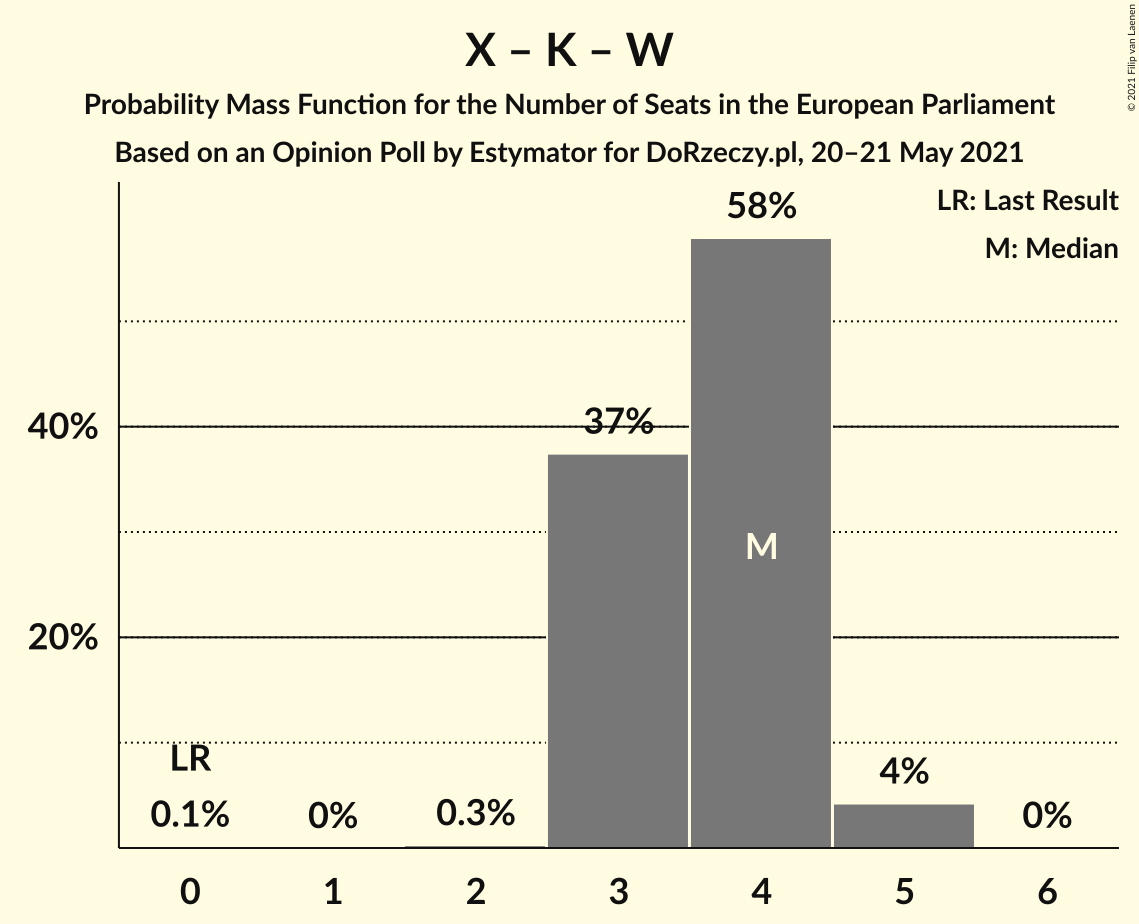 X – K – W
Probability Mass Function for the Number of Seats in the European Parliament
Based on an Opinion Poll by Estymator for DoRzeczy.pl, 20–21 May 2021
© 2021 Filip van Laenen
LR: Last Result
M: Median
58%
40%
37%
M
20%
LR
0.1%
0%
0.3%
4%
0%
0 1 2 3 4 5 6